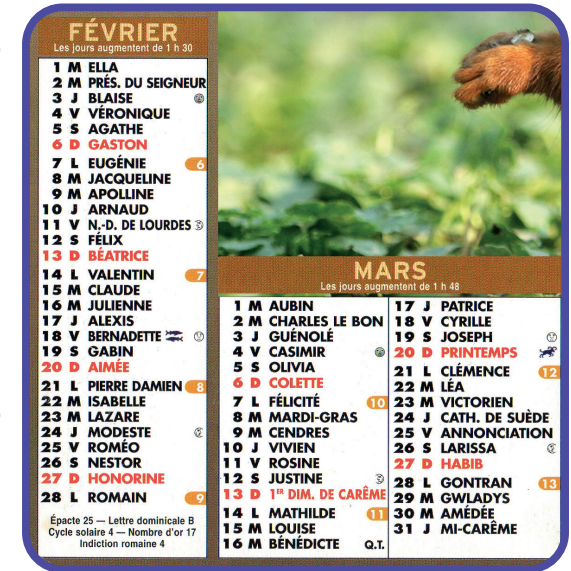 FÉVRIER
Les jours augmentent de 1 h 30
1 M ELLA
2 M PRÉS. DU SEIGNEUR
3 J BLAISE
4 V VÉRONIQUE
5 S AGATHE
6 D GASTON
7 L EUGÉNIE 6
8 M JACQUELINE
9 M APOLLINE
10 J ARNAUD
11 V N.-D. DE LOURDES
12 S FÉLIX
13 D BÉATRICE
14 L VALENTIN 7
15 M CLAUDE
16 M JULIENNE
17 J ALEXIS
18 V BERNADETTE
19 S GABIN
20 D AIMÉE
21 L PIERRE DAMIEN 8
22 M ISABELLE
23 M LAZARE
24 J MODESTE
25 V ROMÉO
26 S NESTOR
27 D HONORINE
28 L ROMAIN 9
Épacte 25 — Lettre dominicale B
Cycle solaire 4 — Nombre d'or 17
Indiction romaine 4
MARS
Les jours augmentent de 1 h 48
1 M AUBIN
2 M CHARLES LE BON
3 J GUÉNOLÉ
4 V CASIMIR
5 S OLIVIA
6 D COLETTE
7 L FÉLICITÉ 10
8 M MARDI-GRAS
9 M CENDRES
10 J VIVIEN
11 V ROSINE
12 S JUSTINE
13 D 1ER DIM. DE CARÊME
14 L MATHILDE 11
15 M LOUISE
16 M BÉNÉDICTE Q.T.
17 J PATRICE
18 V CYRILLE
19 S JOSEPH
20 D PRINTEMPS
21 L CLÉMENCE 12
22 M LÉA
23 M VICTORIEN
24 J CATH. DE SUÈDE
25 V ANNONCIATION
26 S LARISSA
27 D HABIB
28 L GONTRAN 13
29 M GWLADYS
30 M AMÉDÉE
31 J MI-CARÊME